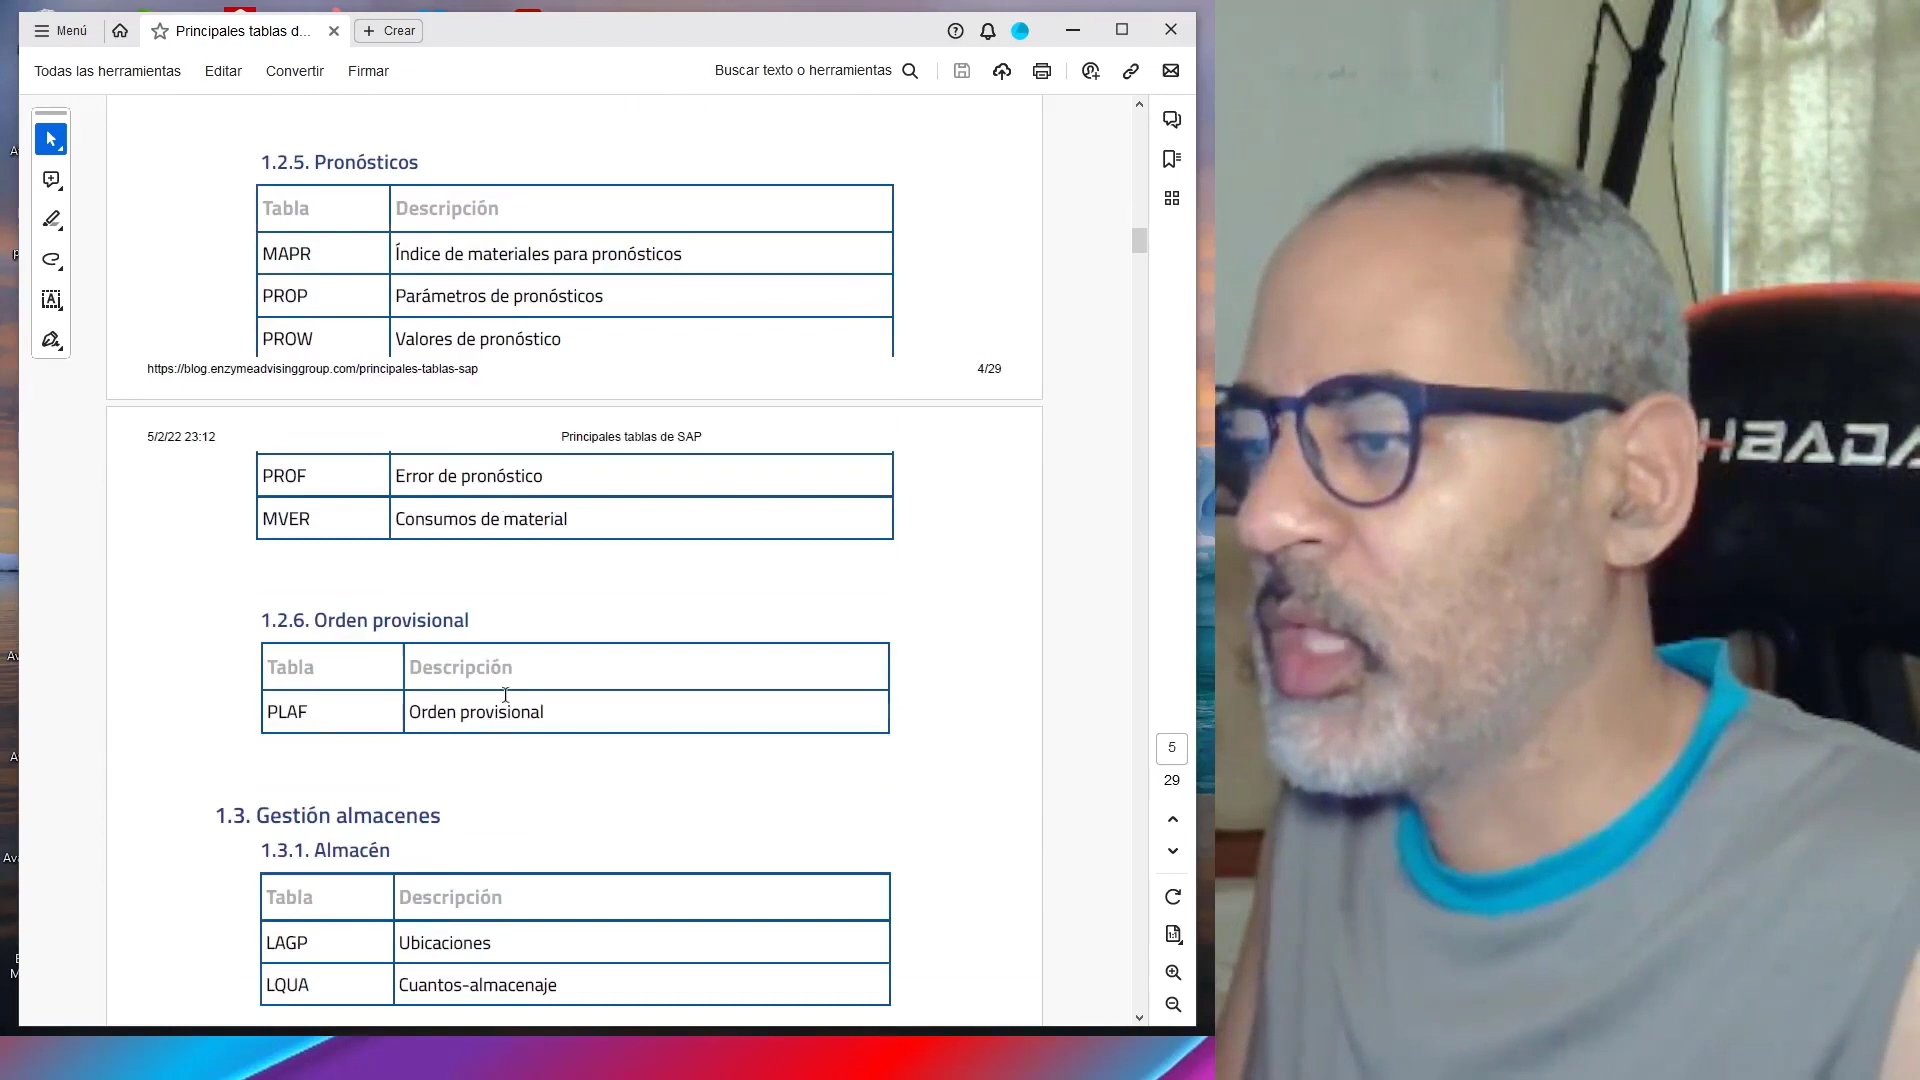 Menú
Principales tablas d...
Crear
Todas las herramientas
Editar
Convertir
Firmar
Buscar texto o herramientas
1.2.5. Pronósticos
Tabla
Descripción
MAPR
Índice de materiales para pronósticos
PROP
Parámetros de pronósticos
PROW
Valores de pronóstico
https://blog.enzymeadvisinggroup.com/principales-tablas-sap
4/29
5/2/22 23:12
Principales tablas de SAP
PROF
Error de pronóstico
MVER
Consumos de material
1.2.6. Orden provisional
Tabla
Descripción
PLAF
Orden provisional
1.3. Gestión almacenes
1.3.1. Almacén
Tabla
Descripción
LAGP
Ubicaciones
LQUA
Cuantos-almacenaje
5
29
HBADA